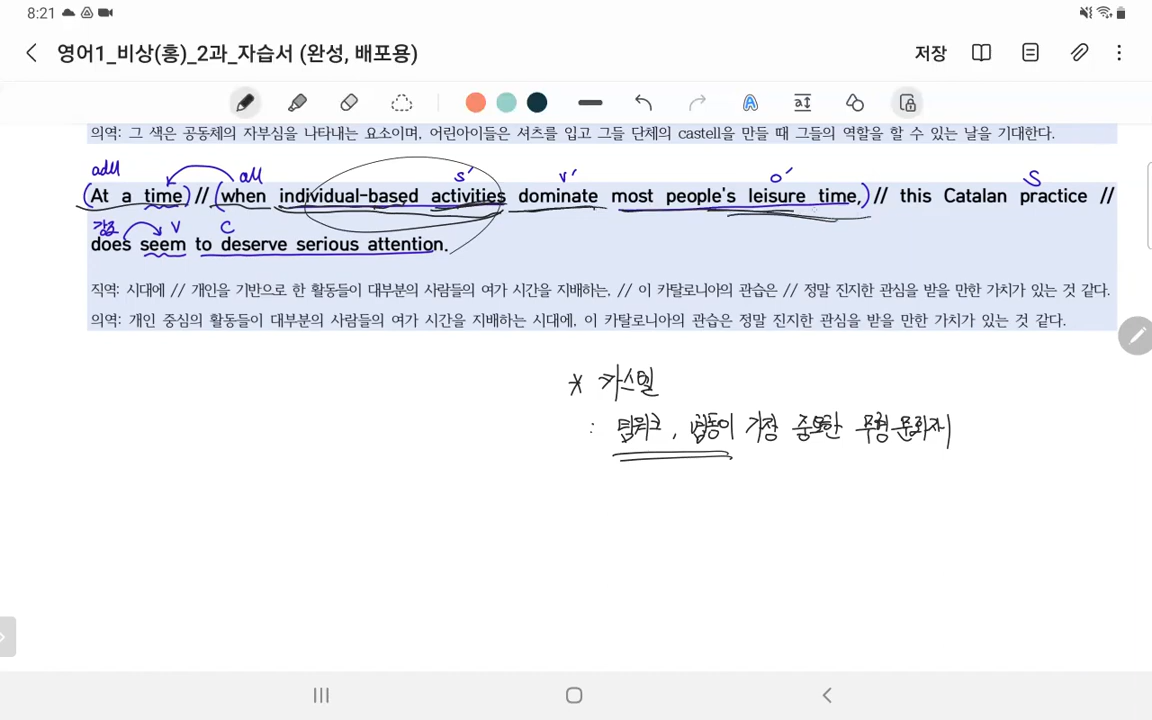 8:21
영어1_비상(홍)_2과_자습서 (완성, 배포용)
저장
의역: 그 색은 공동체의 자부심을 나타내는 요소이며, 어린아이들은 셔츠를 입고 그들 단체의 castell을 만들 때 그들의 역할을 할 수 있는 날을 기대한다.
S' V' O' S
(At a time) // (when individual-based activities dominate most people's leisure time,) // this Catalan practice //
강조 V C
does seem to deserve serious attention.
직역: 시대에 // 개인을 기반으로 한 활동들이 대부분의 사람들의 여가 시간을 지배하는, // 이 카탈로니아의 관습은 // 정말 진지한 관심을 받을 만한 가치가 있는 것 같다.
의역: 개인 중심의 활동들이 대부분의 사람들의 여가 시간을 지배하는 시대에, 이 카탈로니아의 관습은 정말 진지한 관심을 받을 만한 가치가 있는 것 같다.
* 카스텔
: 팀워크, 협동이 가장 중요한 무형문화재